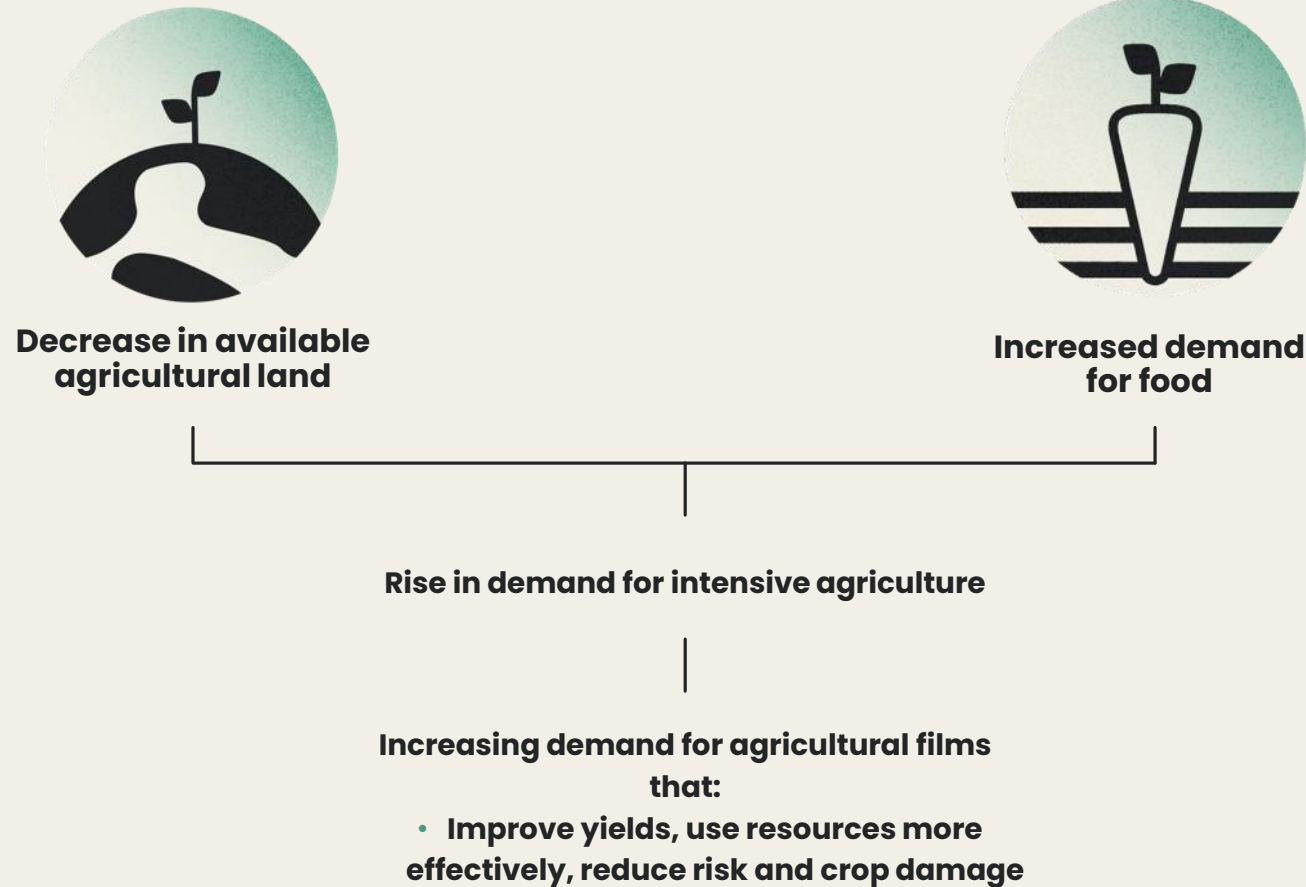 Decrease in available
agricultural land
Increased demand
for food
Rise in demand for intensive agriculture
Increasing demand for agricultural films
that:
• Improve yields, use resources more
effectively, reduce risk and crop damage